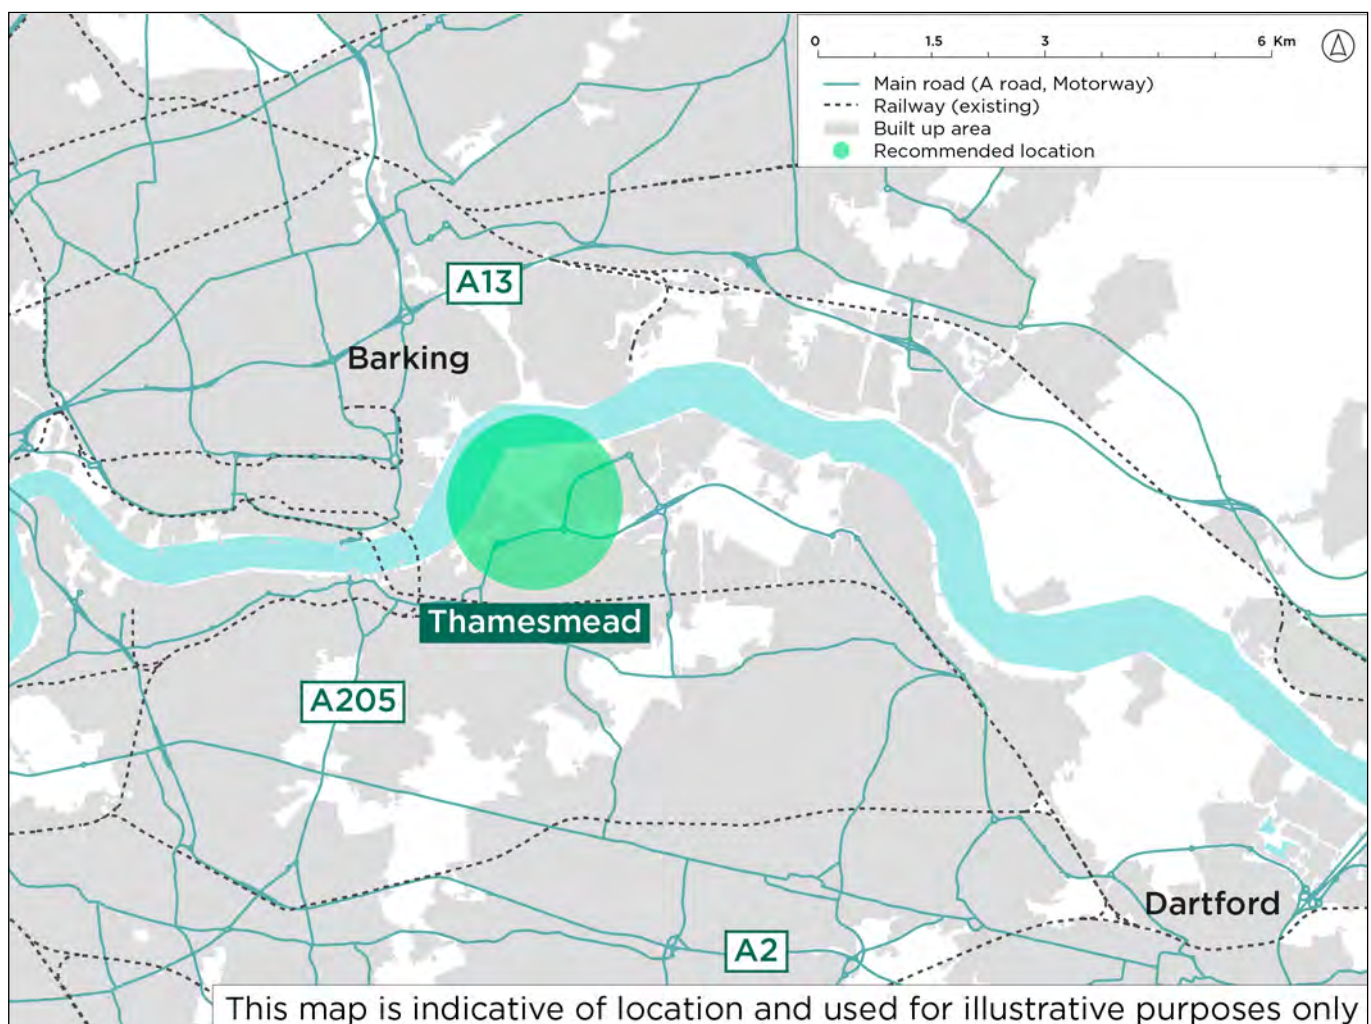 0 1.5 3 6 Km
Main road (A road, Motorway)
Railway (existing)
Built up area
Recommended location
A13
Barking
Thamesmead
A205
Dartford
A2
This map is indicative of location and used for illustrative purposes only